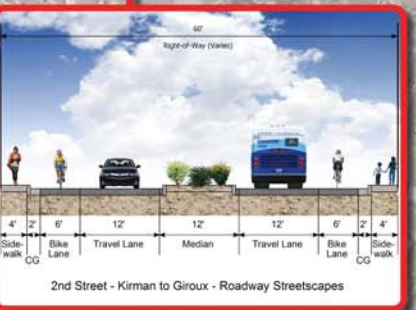 60'
Right-of-Way (Varies)
4' 2' 6' 12' 12' 12' 6' 2' 4'
Side-walk CG Bike Lane Travel Lane Median Travel Lane Bike Lane CG Side-walk
2nd Street - Kirman to Giroux - Roadway Streetscapes